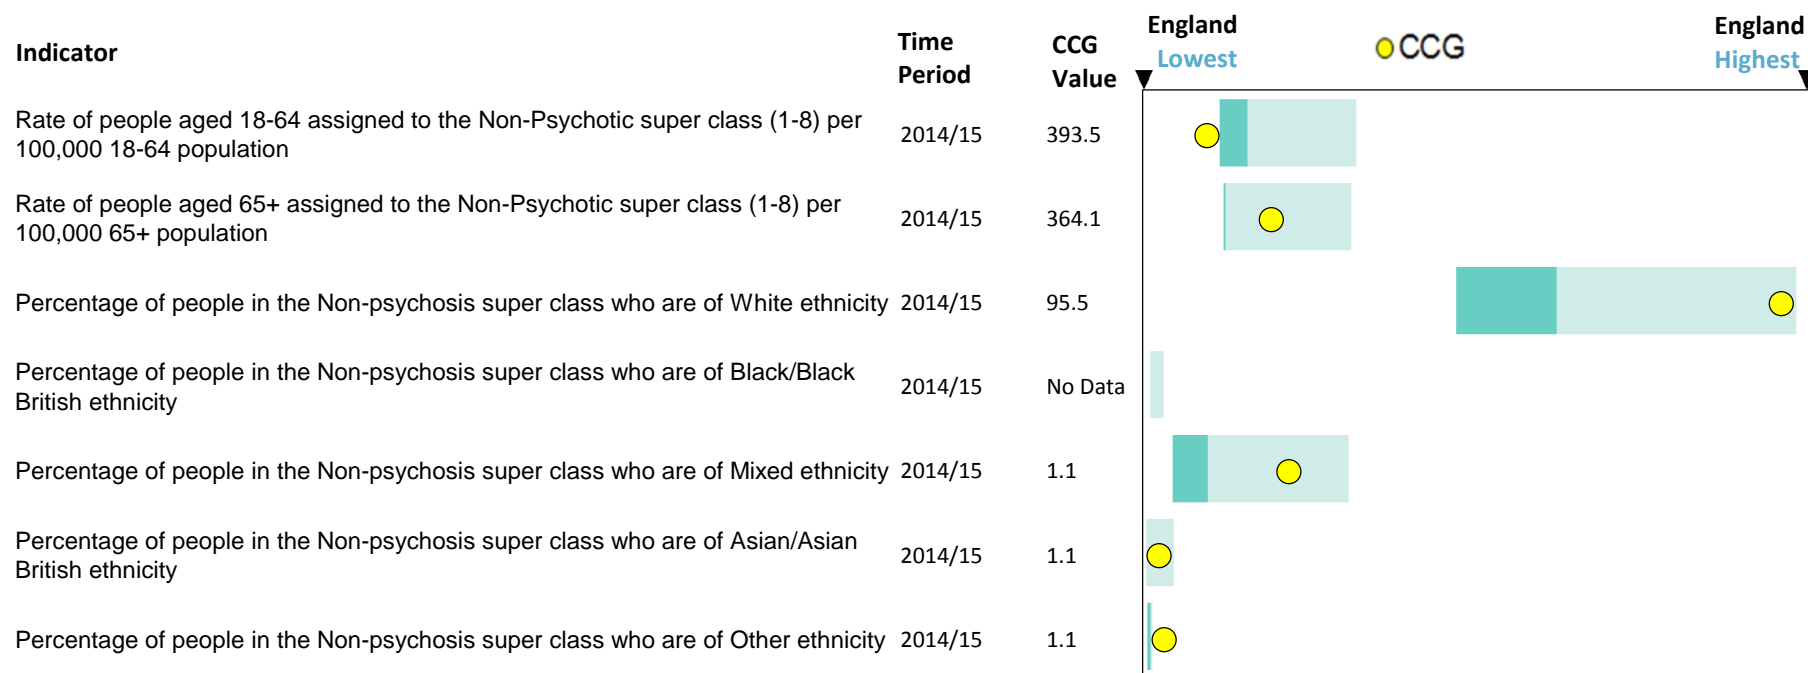 Indicator
Time
Period
CCG
Value
England
Lowest
CCG
England
Highest
Rate of people aged 18-64 assigned to the Non-Psychotic super class (1-8) per
100,000 18-64 population
2014/15
393.5
Rate of people aged 65+ assigned to the Non-Psychotic super class (1-8) per
100,000 65+ population
2014/15
364.1
Percentage of people in the Non-psychosis super class who are of White ethnicity
2014/15
95.5
Percentage of people in the Non-psychosis super class who are of Black/Black
British ethnicity
2014/15
No Data
Percentage of people in the Non-psychosis super class who are of Mixed ethnicity
2014/15
1.1
Percentage of people in the Non-psychosis super class who are of Asian/Asian
British ethnicity
2014/15
1.1
Percentage of people in the Non-psychosis super class who are of Other ethnicity
2014/15
1.1